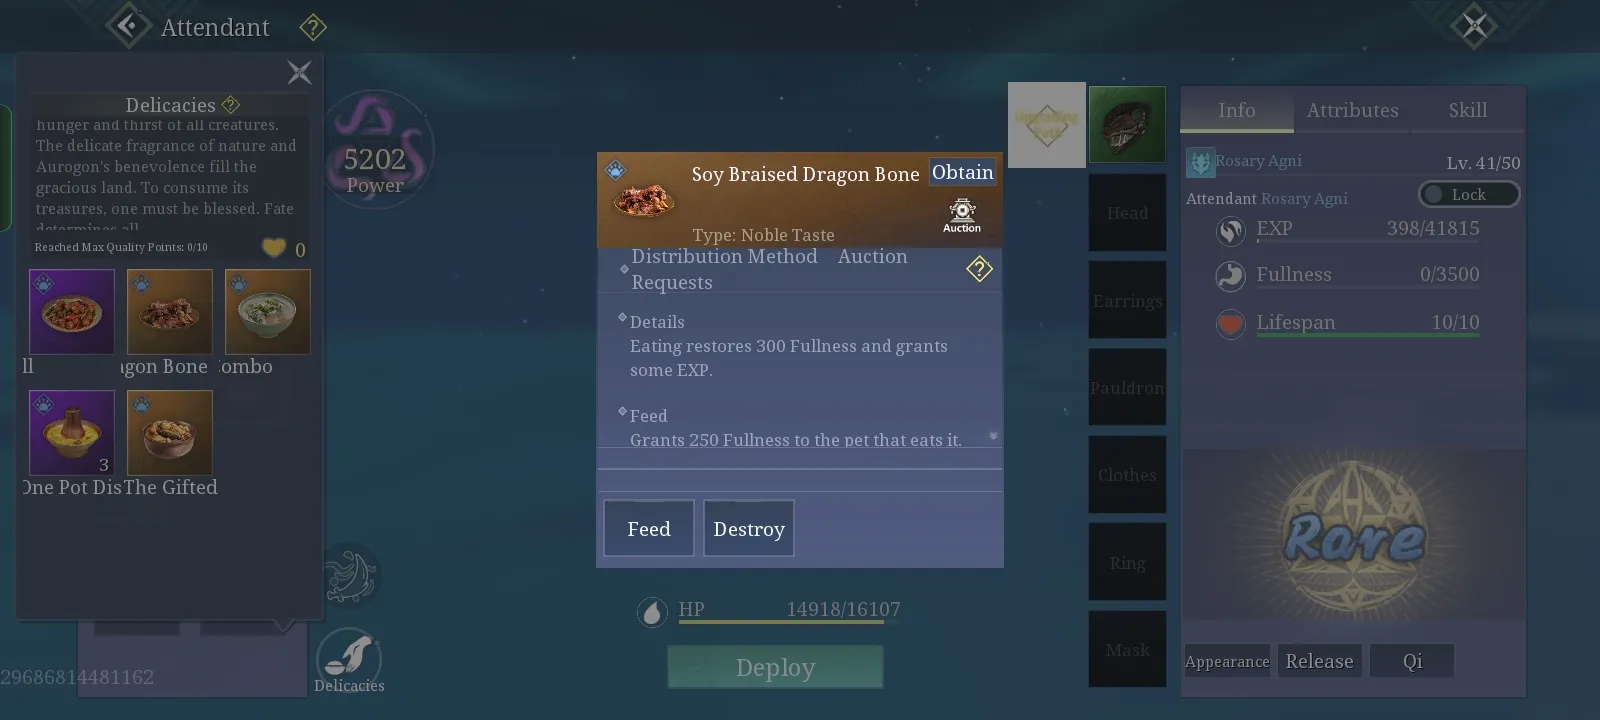 Attendant
Delicacies
hunger and thirst of all creatures.
The delicate fragrance of nature and
Aurogon's benevolence fill the
gracious land. To consume its
treasures, one must be blessed. Fate
determines all
Reached Max Quality Points: 0/10
0
ll
agon Bone
ombo
3
One Pot Dis
The Gifted
5202
Power
Soy Braised Dragon Bone
Obtain
Auction
Type: Noble Taste
Distribution Method Auction
Requests
Details
Eating restores 300 Fullness and grants
some EXP.
Feed
Grants 250 Fullness to the pet that eats it.
Feed
Destroy
HP 14918/16107
Deploy
Delicacies
29686814481162
Head
Earrings
Pauldron
Clothes
Ring
Mask
Info
Attributes
Skill
Rosary Agni
Lv. 41/50
Attendant Rosary Agni
Lock
EXP 398/41815
Fullness 0/3500
Lifespan 10/10
Rare
Appearance
Release
Qi